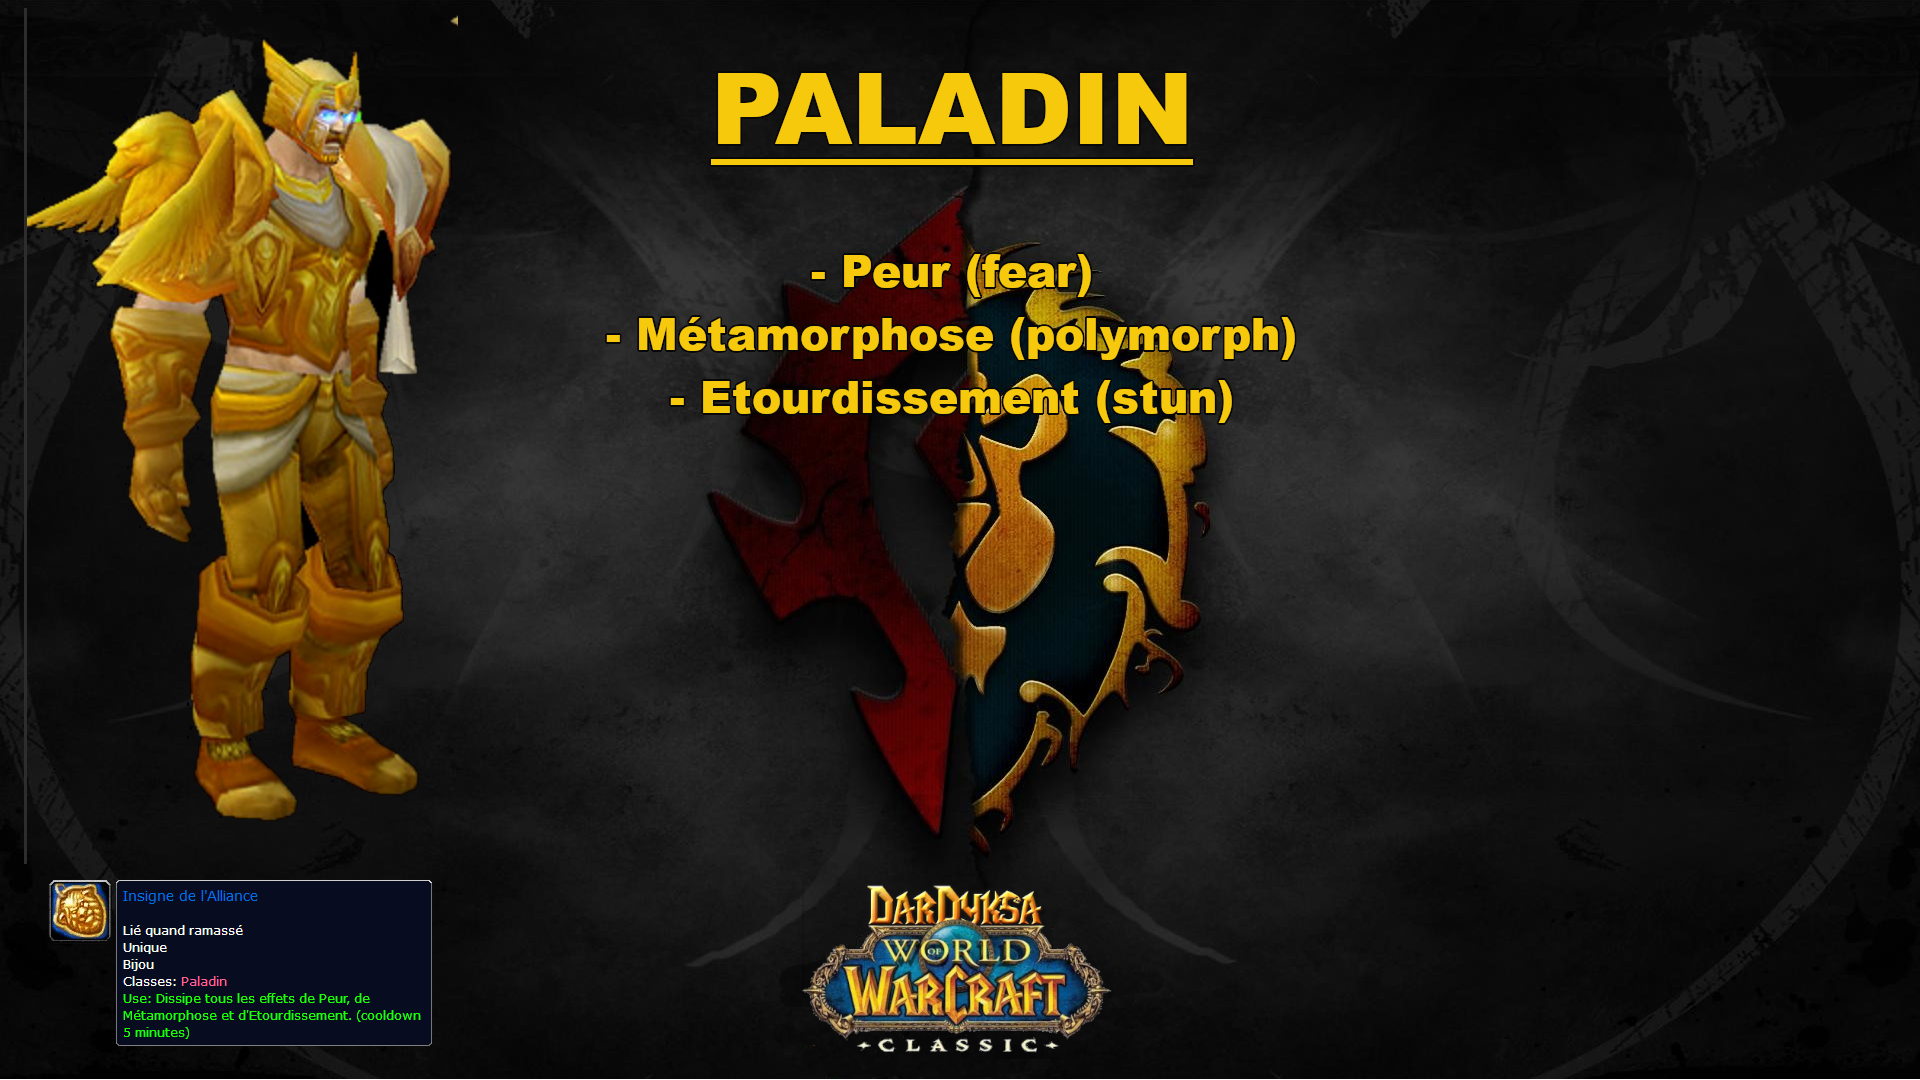 PALADIN
- Peur (fear)
- Métamorphose (polymorph)
- Etourdissement (stun)
Insigne de l'Alliance
Lié quand ramassé
Unique
Bijou
Classes: Paladin
Use: Dissipe tous les effets de Peur, de
Métamorphose et d'Etourdissement. (cooldown
5 minutes)
DARDYKSA
WORLD
OF
WARCRAFT
CLASSIC